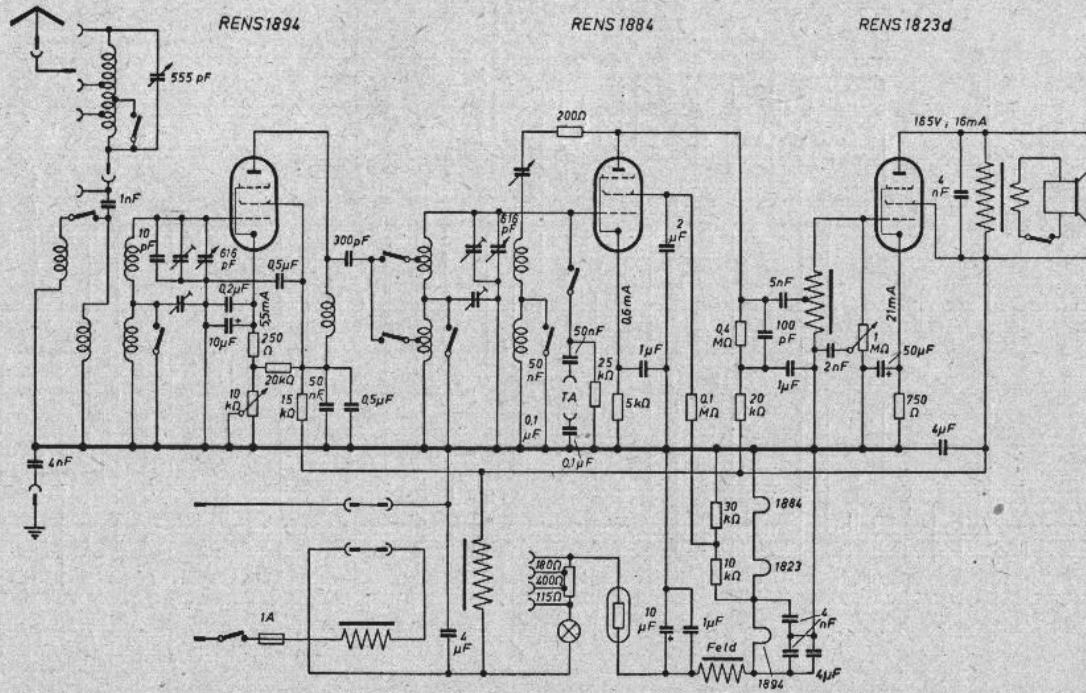 RENS1894
RENS1884
RENS1823d
555 pF
200Ω
165V, 16mA
1nF
10 pF
616 pF
0,5µF
300pF
616 pF
2 µF
4 nF
0,2µF
5,5mA
10µF
250 Ω
20kΩ
10 kΩ
15 kΩ
50 nF
0,5µF
0,6mA
50nF
25 kΩ
50 nF
TA
0,1 µF
0,1µF
5kΩ
1µF
0,1 MΩ
0,4 MΩ
20 kΩ
5nF
100 pF
1µF
2nF
1 MΩ
21mA
50µF
750 Ω
4µF
4nF
30 kΩ
10 kΩ
1884
1823
1894
180Ω
400Ω
115Ω
1A
4 µF
10 µF
1µF
Feld
4 nF
4µF